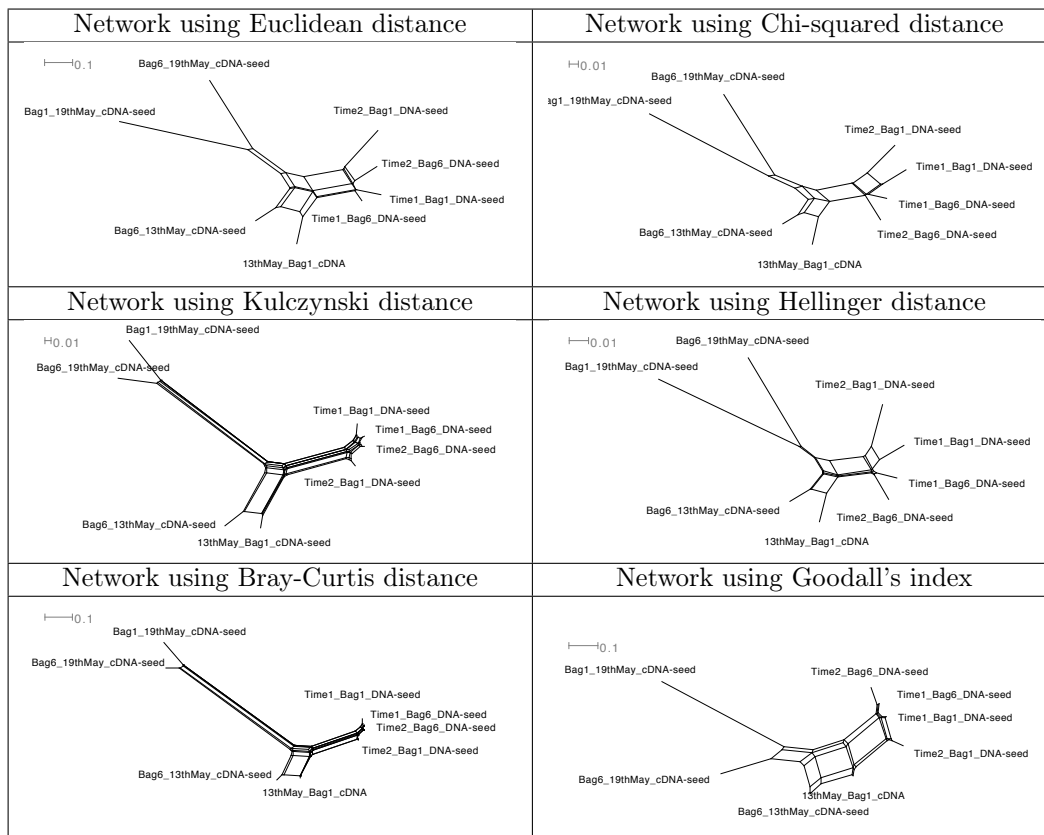 Network using Euclidean distance
0.1
Bag6_19thMay_cDNA-seed
Bag1_19thMay_cDNA-seed
Time2_Bag1_DNA-seed
Time2_Bag6_DNA-seed
Time1_Bag1_DNA-seed
Time1_Bag6_DNA-seed
Bag6_13thMay_cDNA-seed
13thMay_Bag1_cDNA
Network using Chi-squared distance
0.01
Bag6_19thMay_cDNA-seed
ag1_19thMay_cDNA-seed
Time2_Bag1_DNA-seed
Time1_Bag1_DNA-seed
Time1_Bag6_DNA-seed
Bag6_13thMay_cDNA-seed
Time2_Bag6_DNA-seed
13thMay_Bag1_cDNA
Network using Kulczynski distance
Bag1_19thMay_cDNA-seed
0.01
Bag6_19thMay_cDNA-seed
Time1_Bag1_DNA-seed
Time1_Bag6_DNA-seed
Time2_Bag6_DNA-seed
Time2_Bag1_DNA-seed
Bag6_13thMay_cDNA-seed
13thMay_Bag1_cDNA-seed
Network using Hellinger distance
0.01
Bag6_19thMay_cDNA-seed
Bag1_19thMay_cDNA-seed
Time2_Bag1_DNA-seed
Time1_Bag1_DNA-seed
Time1_Bag6_DNA-seed
Bag6_13thMay_cDNA-seed
Time2_Bag6_DNA-seed
13thMay_Bag1_cDNA
Network using Bray-Curtis distance
0.1
Bag1_19thMay_cDNA-seed
Bag6_19thMay_cDNA-seed
Time1_Bag1_DNA-seed
Time1_Bag6_DNA-seed
Time2_Bag6_DNA-seed
Time2_Bag1_DNA-seed
Bag6_13thMay_cDNA-seed
13thMay_Bag1_cDNA
Network using Goodall's index
0.1
Bag1_19thMay_cDNA-seed
Time2_Bag6_DNA-seed
Time1_Bag6_DNA-seed
Time1_Bag1_DNA-seed
Time2_Bag1_DNA-seed
Bag6_19thMay_cDNA-seed
13thMay_Bag1_cDNA
Bag6_13thMay_cDNA-seed